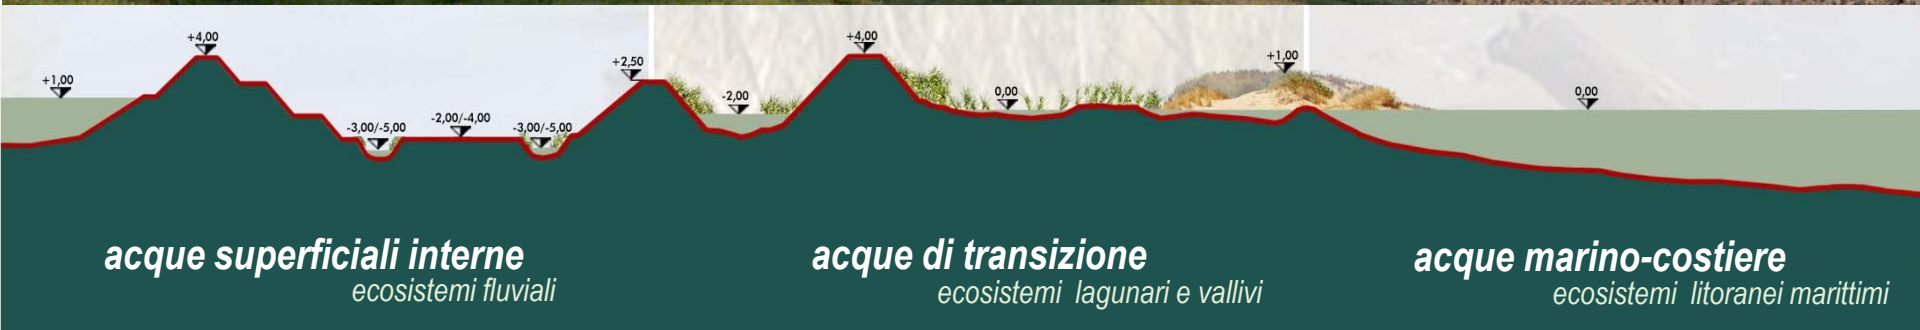 +1,00
+4,00
-3,00/-5,00
-2,00/-4,00
-3,00/-5,00
+2,50
-2,00
+4,00
0,00
+1,00
0,00
acque superficiali interne
ecosistemi fluviali
acque di transizione
ecosistemi lagunari e vallivi
acque marino-costiere
ecosistemi litoranei marittimi